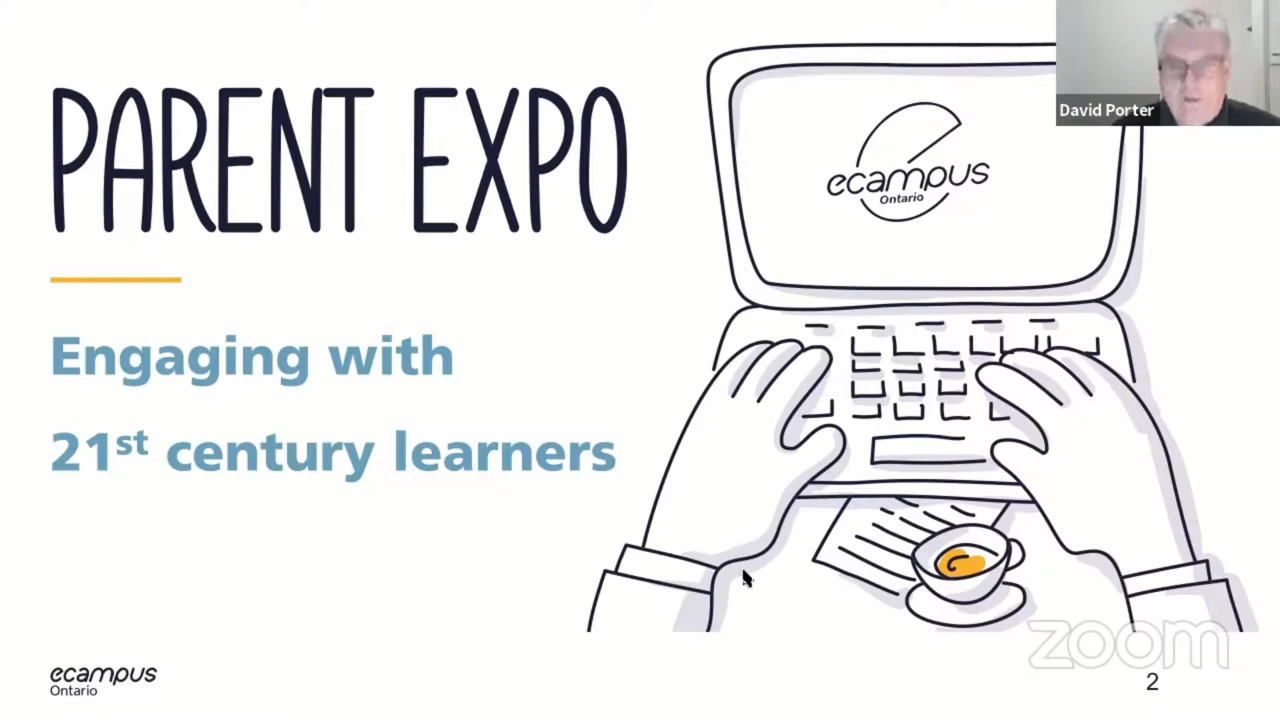 PARENT EXPO
Engaging with
21st century learners
ecampus
Ontario
David Porter
ecampus
Ontario
zoom
2